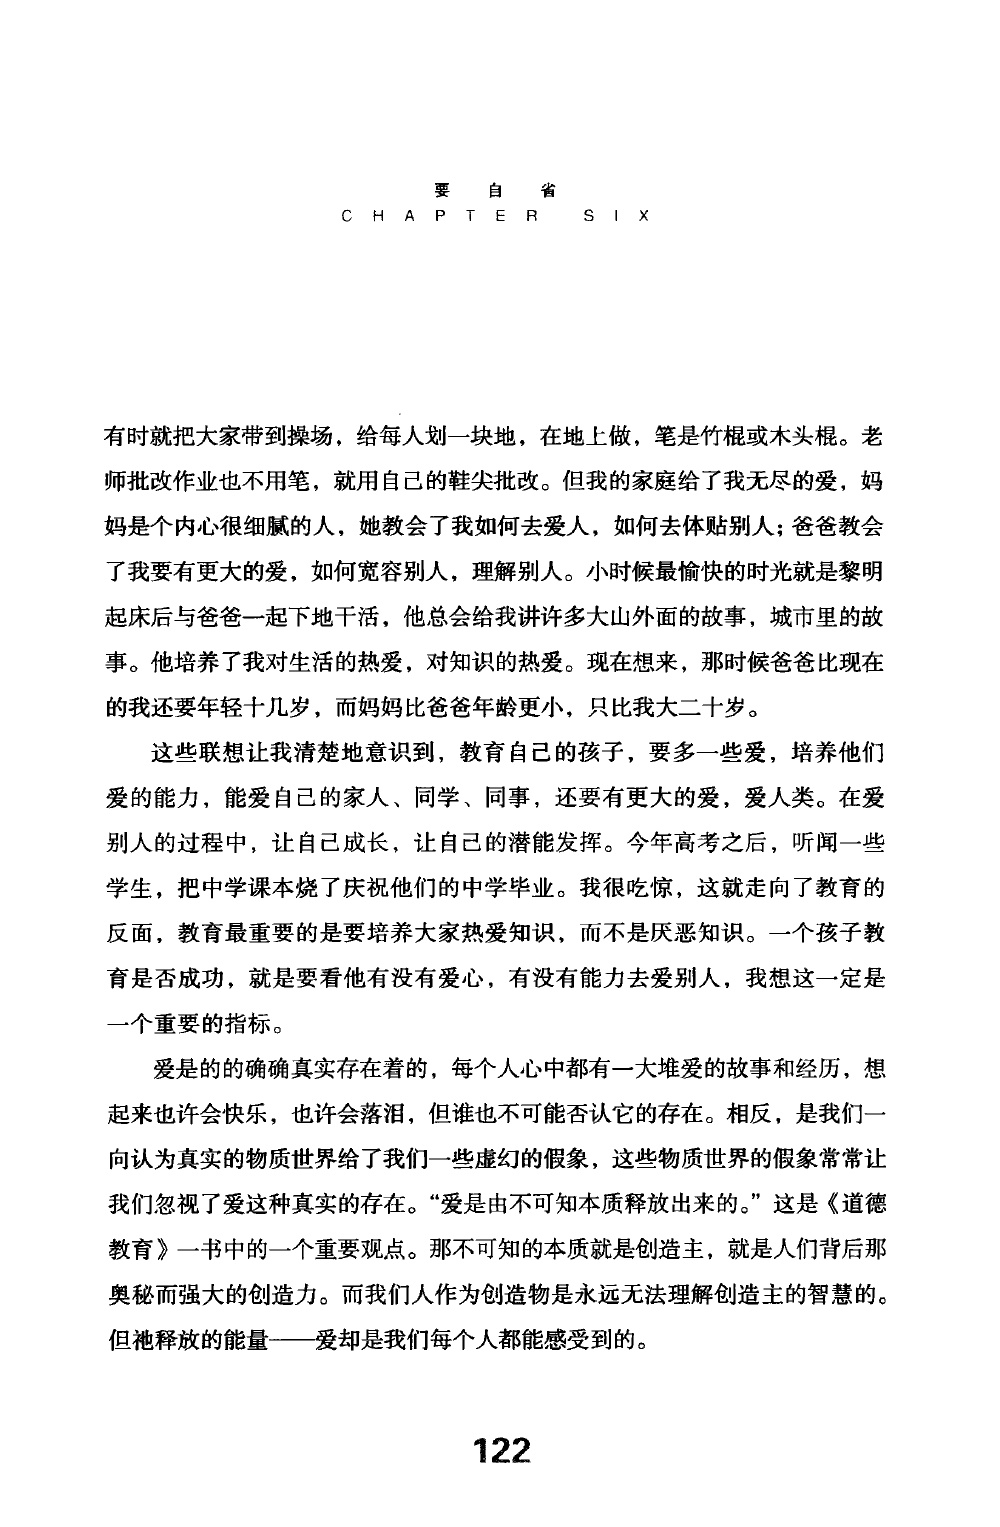 要自省
CHAPTER SIX
有时就把大家带到操场，给每人划一块地，在地上做，笔是竹棍或木头棍。老
师批改作业也不用笔，就用自己的鞋尖批改。但我的家庭给了我无尽的爱，妈
妈是个内心很细腻的人，她教会了我如何去爱人，如何去体贴别人；爸爸教会
了我要有更大的爱，如何宽容别人，理解别人。小时候最愉快的时光就是黎明
起床后与爸爸一起下地干活，他总会给我讲许多大山外面的故事，城市里的故
事。他培养了我对生活的热爱，对知识的热爱。现在想来，那时候爸爸比现在
的我还要年轻十几岁，而妈妈比爸爸年龄更小，只比我大二十岁。
这些联想让我清楚地意识到，教育自己的孩子，要多一些爱，培养他们
爱的能力，能爱自己的家人、同学、同事，还要有更大的爱，爱人类。在爱
别人的过程中，让自己成长，让自己的潜能发挥。今年高考之后，听闻一些
学生，把中学课本烧了庆祝他们的中学毕业。我很吃惊，这就走向了教育的
反面，教育最重要的是要培养大家热爱知识，而不是厌恶知识。一个孩子教
育是否成功，就是要看他有没有爱心，有没有能力去爱别人，我想这一定是
一个重要的指标。
爱是的的确确真实存在着的，每个人心中都有一大堆爱的故事和经历，想
起来也许会快乐，也许会落泪，但谁也不可能否认它的存在。相反，是我们一
向认为真实的物质世界给了我们一些虚幻的假象，这些物质世界的假象常常让
我们忽视了爱这种真实的存在。“爱是由不可知本质释放出来的。”这是《道德
教育》一书中的一个重要观点。那不可知的本质就是创造主，就是人们背后那
奥秘而强大的创造力。而我们人作为创造物是永远无法理解创造主的智慧的。
但祂释放的能量——爱却是我们每个人都能感受到的。
122